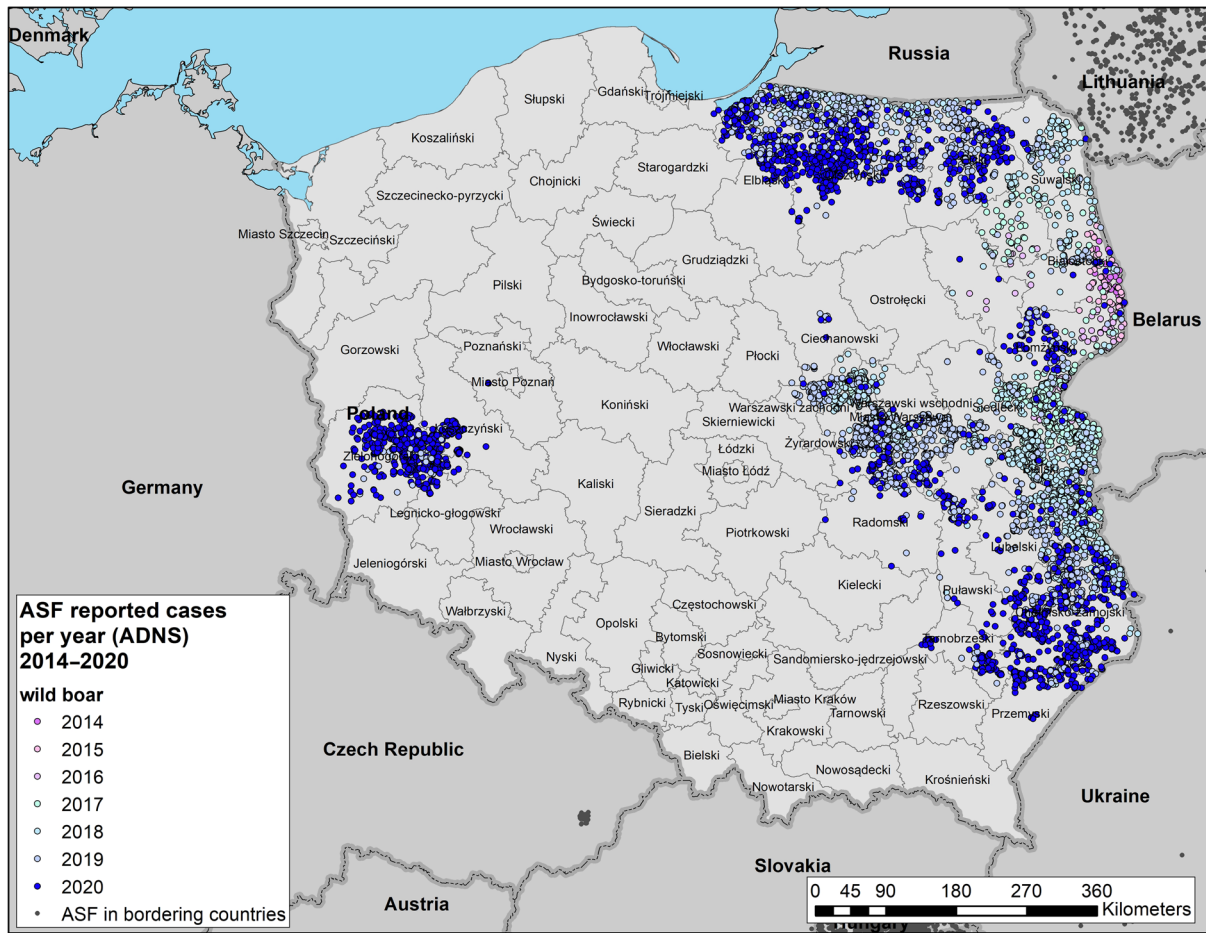 Denmark
Russia
Lithuania
Słupski
Gdański
Trójmiejski
Koszaliński
Starogardzki
Chojnicki
Elbląski
Suwalski
Szczecinecko-pyrzycki
Świecki
Miasto Szczecin
Szczeciński
Grudziądzki
Pilski
Bydgosko-toruński
Ostrołęcki
Belarus
Inowrocławski
Ciechanowski
Gorzowski
Poznański
Włocławski
Płocki
Miasto Poznań
Koniński
Warszawski zachodni
Warszawski wschodni
Siedlecki
Poland
Skierniewicki
Żyrardowski
Łódzki
Miasto Łódź
Bialski
Germany
Kaliski
Legnicko-głogowski
Sieradzki
Wrocławski
Piotrkowski
Radomski
Lubelski
Jeleniogórski
Miasto Wrocław
Kielecki
Puławski
Wałbrzyski
Częstochowski
Opolski
Bytomski
Tarnobrzeski
Nyski
Sosnowiecki
Sandomiersko-jędrzejowski
Gliwicki
Katowicki
Rybnicki
Tyski
Oświęcimski
Miasto Kraków
Tarnowski
Rzeszowski
Przemyski
Krakowski
Bielski
Nowosądecki
Nowotarski
Krośnieński
Czech Republic
Ukraine
Slovakia
Austria
Hungary
ASF reported cases
per year (ADNS)
2014–2020
wild boar
2014
2015
2016
2017
2018
2019
2020
ASF in bordering countries
0 45 90 180 270 360
Kilometers